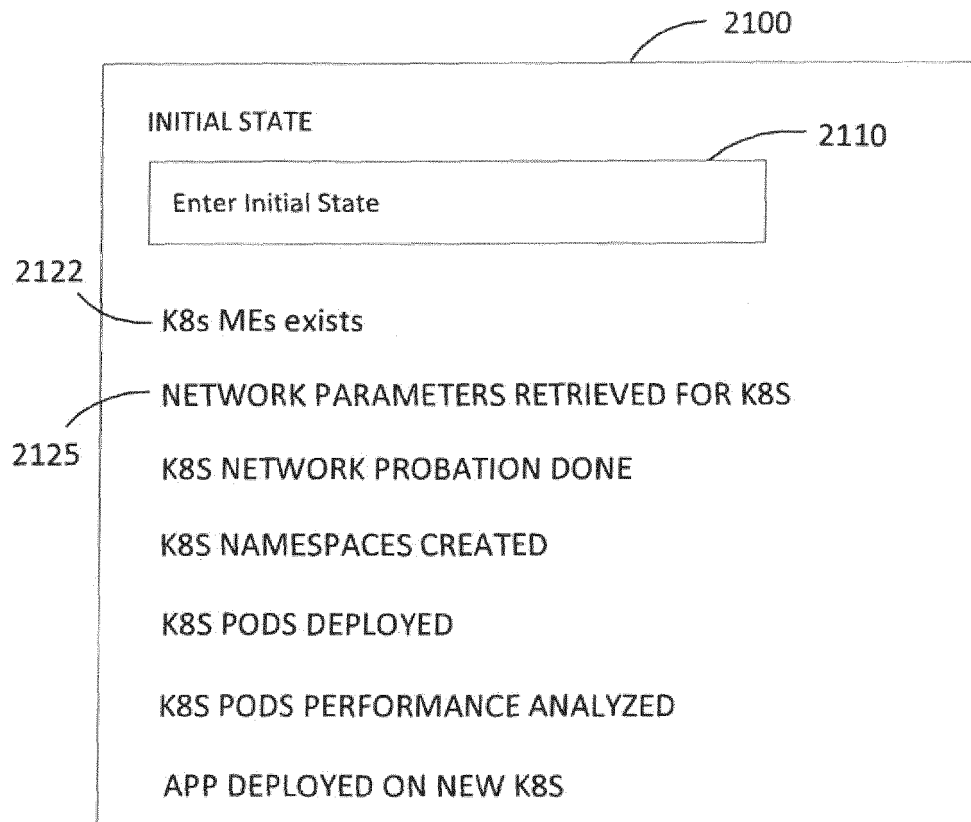 2100
INITIAL STATE
2110
Enter Initial State
2122
K8s MEs exists
NETWORK PARAMETERS RETRIEVED FOR K8S
2125
K8S NETWORK PROBATION DONE
K8S NAMESPACES CREATED
K8S PODS DEPLOYED
K8S PODS PERFORMANCE ANALYZED
APP DEPLOYED ON NEW K8S